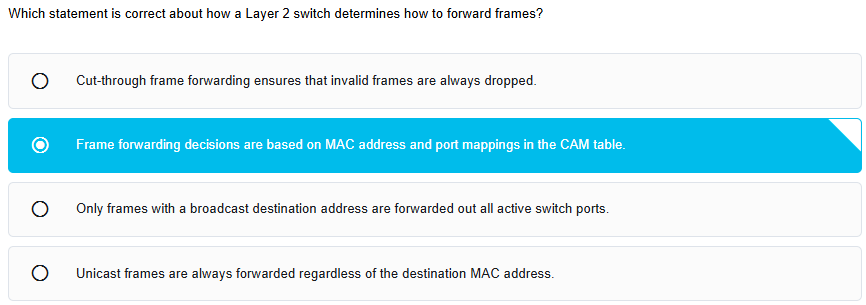 Which statement is correct about how a Layer 2 switch determines how to forward frames?
Cut-through frame forwarding ensures that invalid frames are always dropped.
Frame forwarding decisions are based on MAC address and port mappings in the CAM table.
Only frames with a broadcast destination address are forwarded out all active switch ports.
Unicast frames are always forwarded regardless of the destination MAC address.